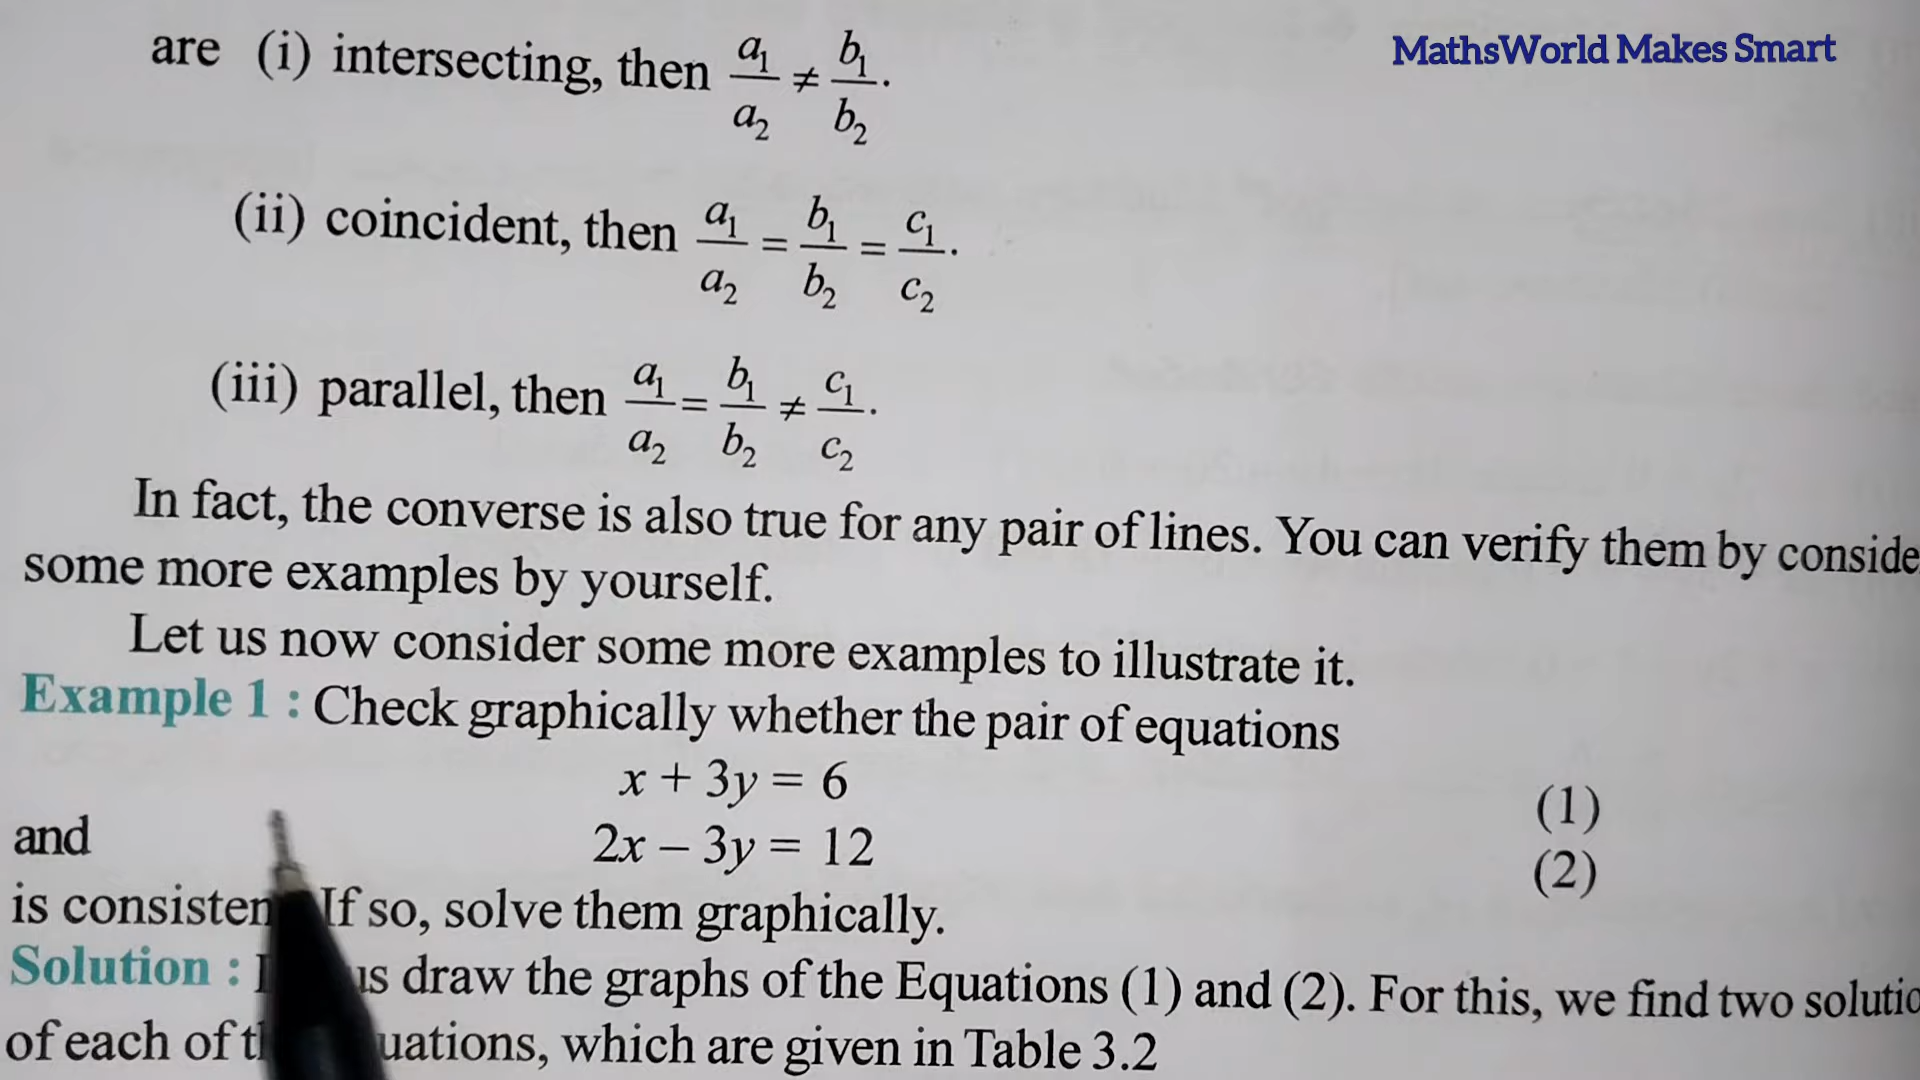 MathsWorld Makes Smart
are (i) intersecting, then a₁/a₂ ≠ b₁/b₂.
(ii) coincident, then a₁/a₂ = b₁/b₂ = c₁/c₂.
(iii) parallel, then a₁/a₂ = b₁/b₂ ≠ c₁/c₂.
In fact, the converse is also true for any pair of lines. You can verify them by conside
some more examples by yourself.
Let us now consider some more examples to illustrate it.
Example 1 : Check graphically whether the pair of equations
x + 3y = 6 (1)
and 2x – 3y = 12 (2)
is consisten If so, solve them graphically.
Solution : us draw the graphs of the Equations (1) and (2). For this, we find two solutio
of each of uations, which are given in Table 3.2